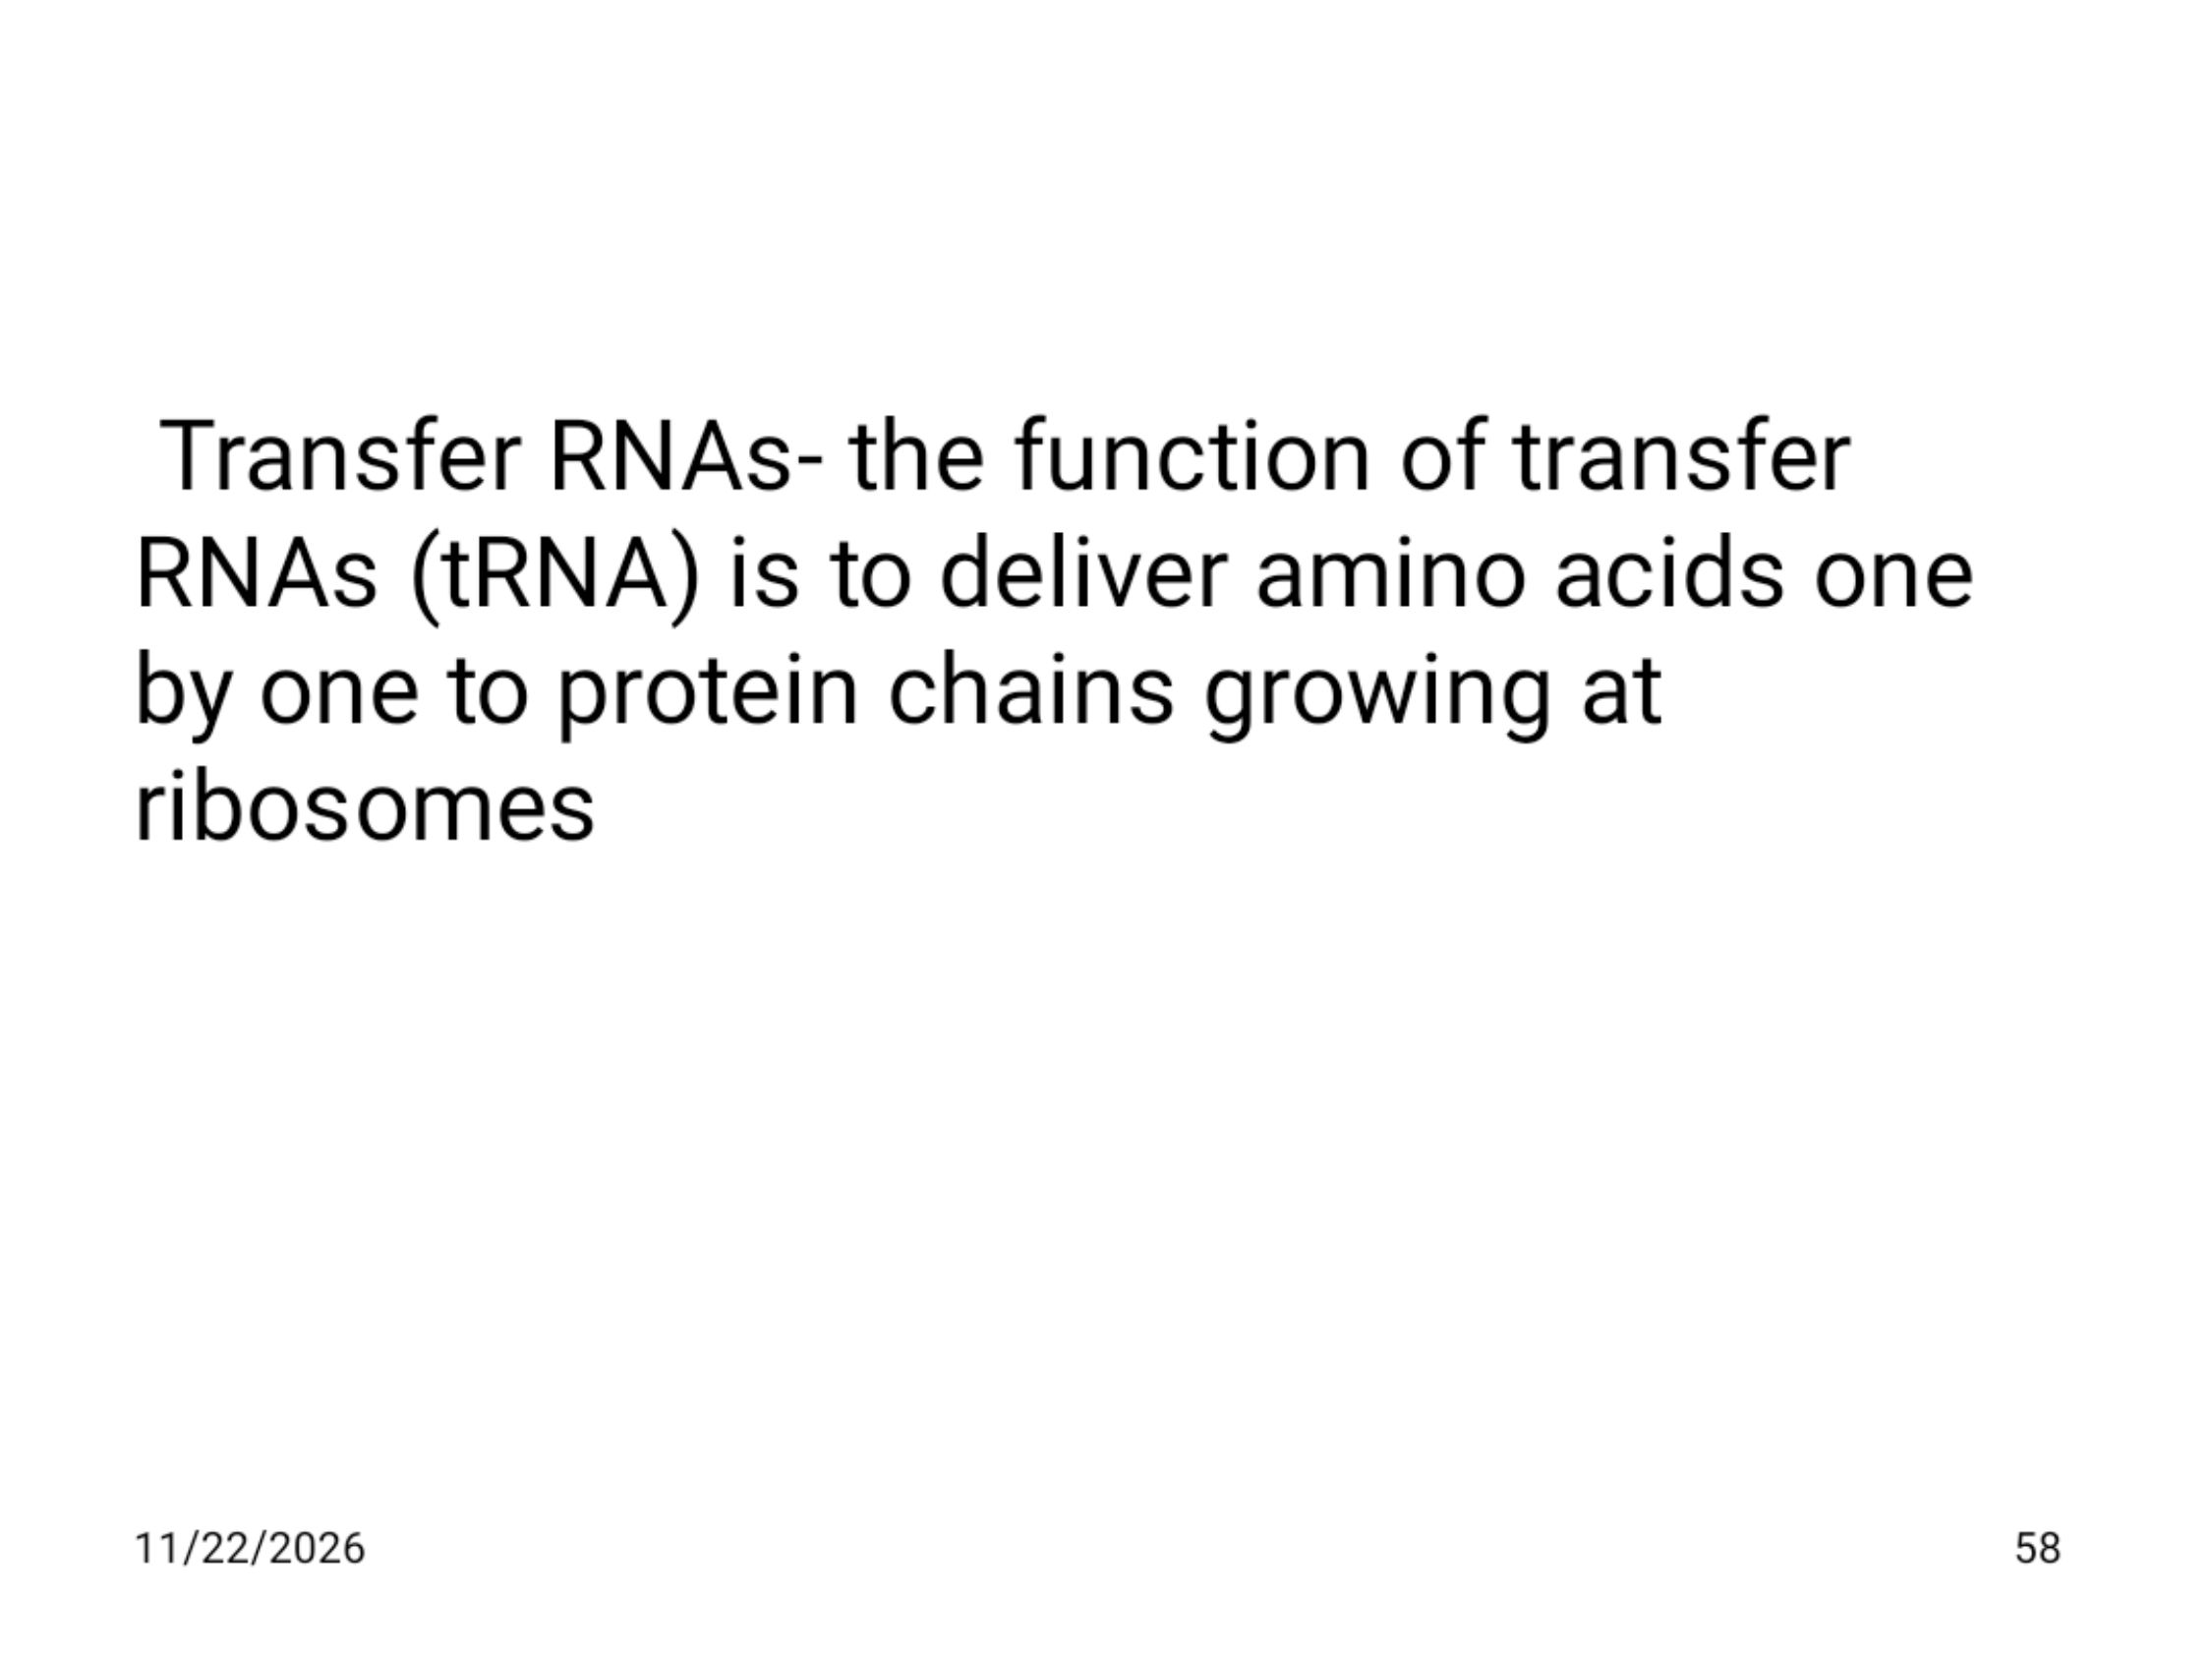 Transfer RNAs- the function of transfer
RNAs (tRNA) is to deliver amino acids one
by one to protein chains growing at
ribosomes
11/22/2026
58